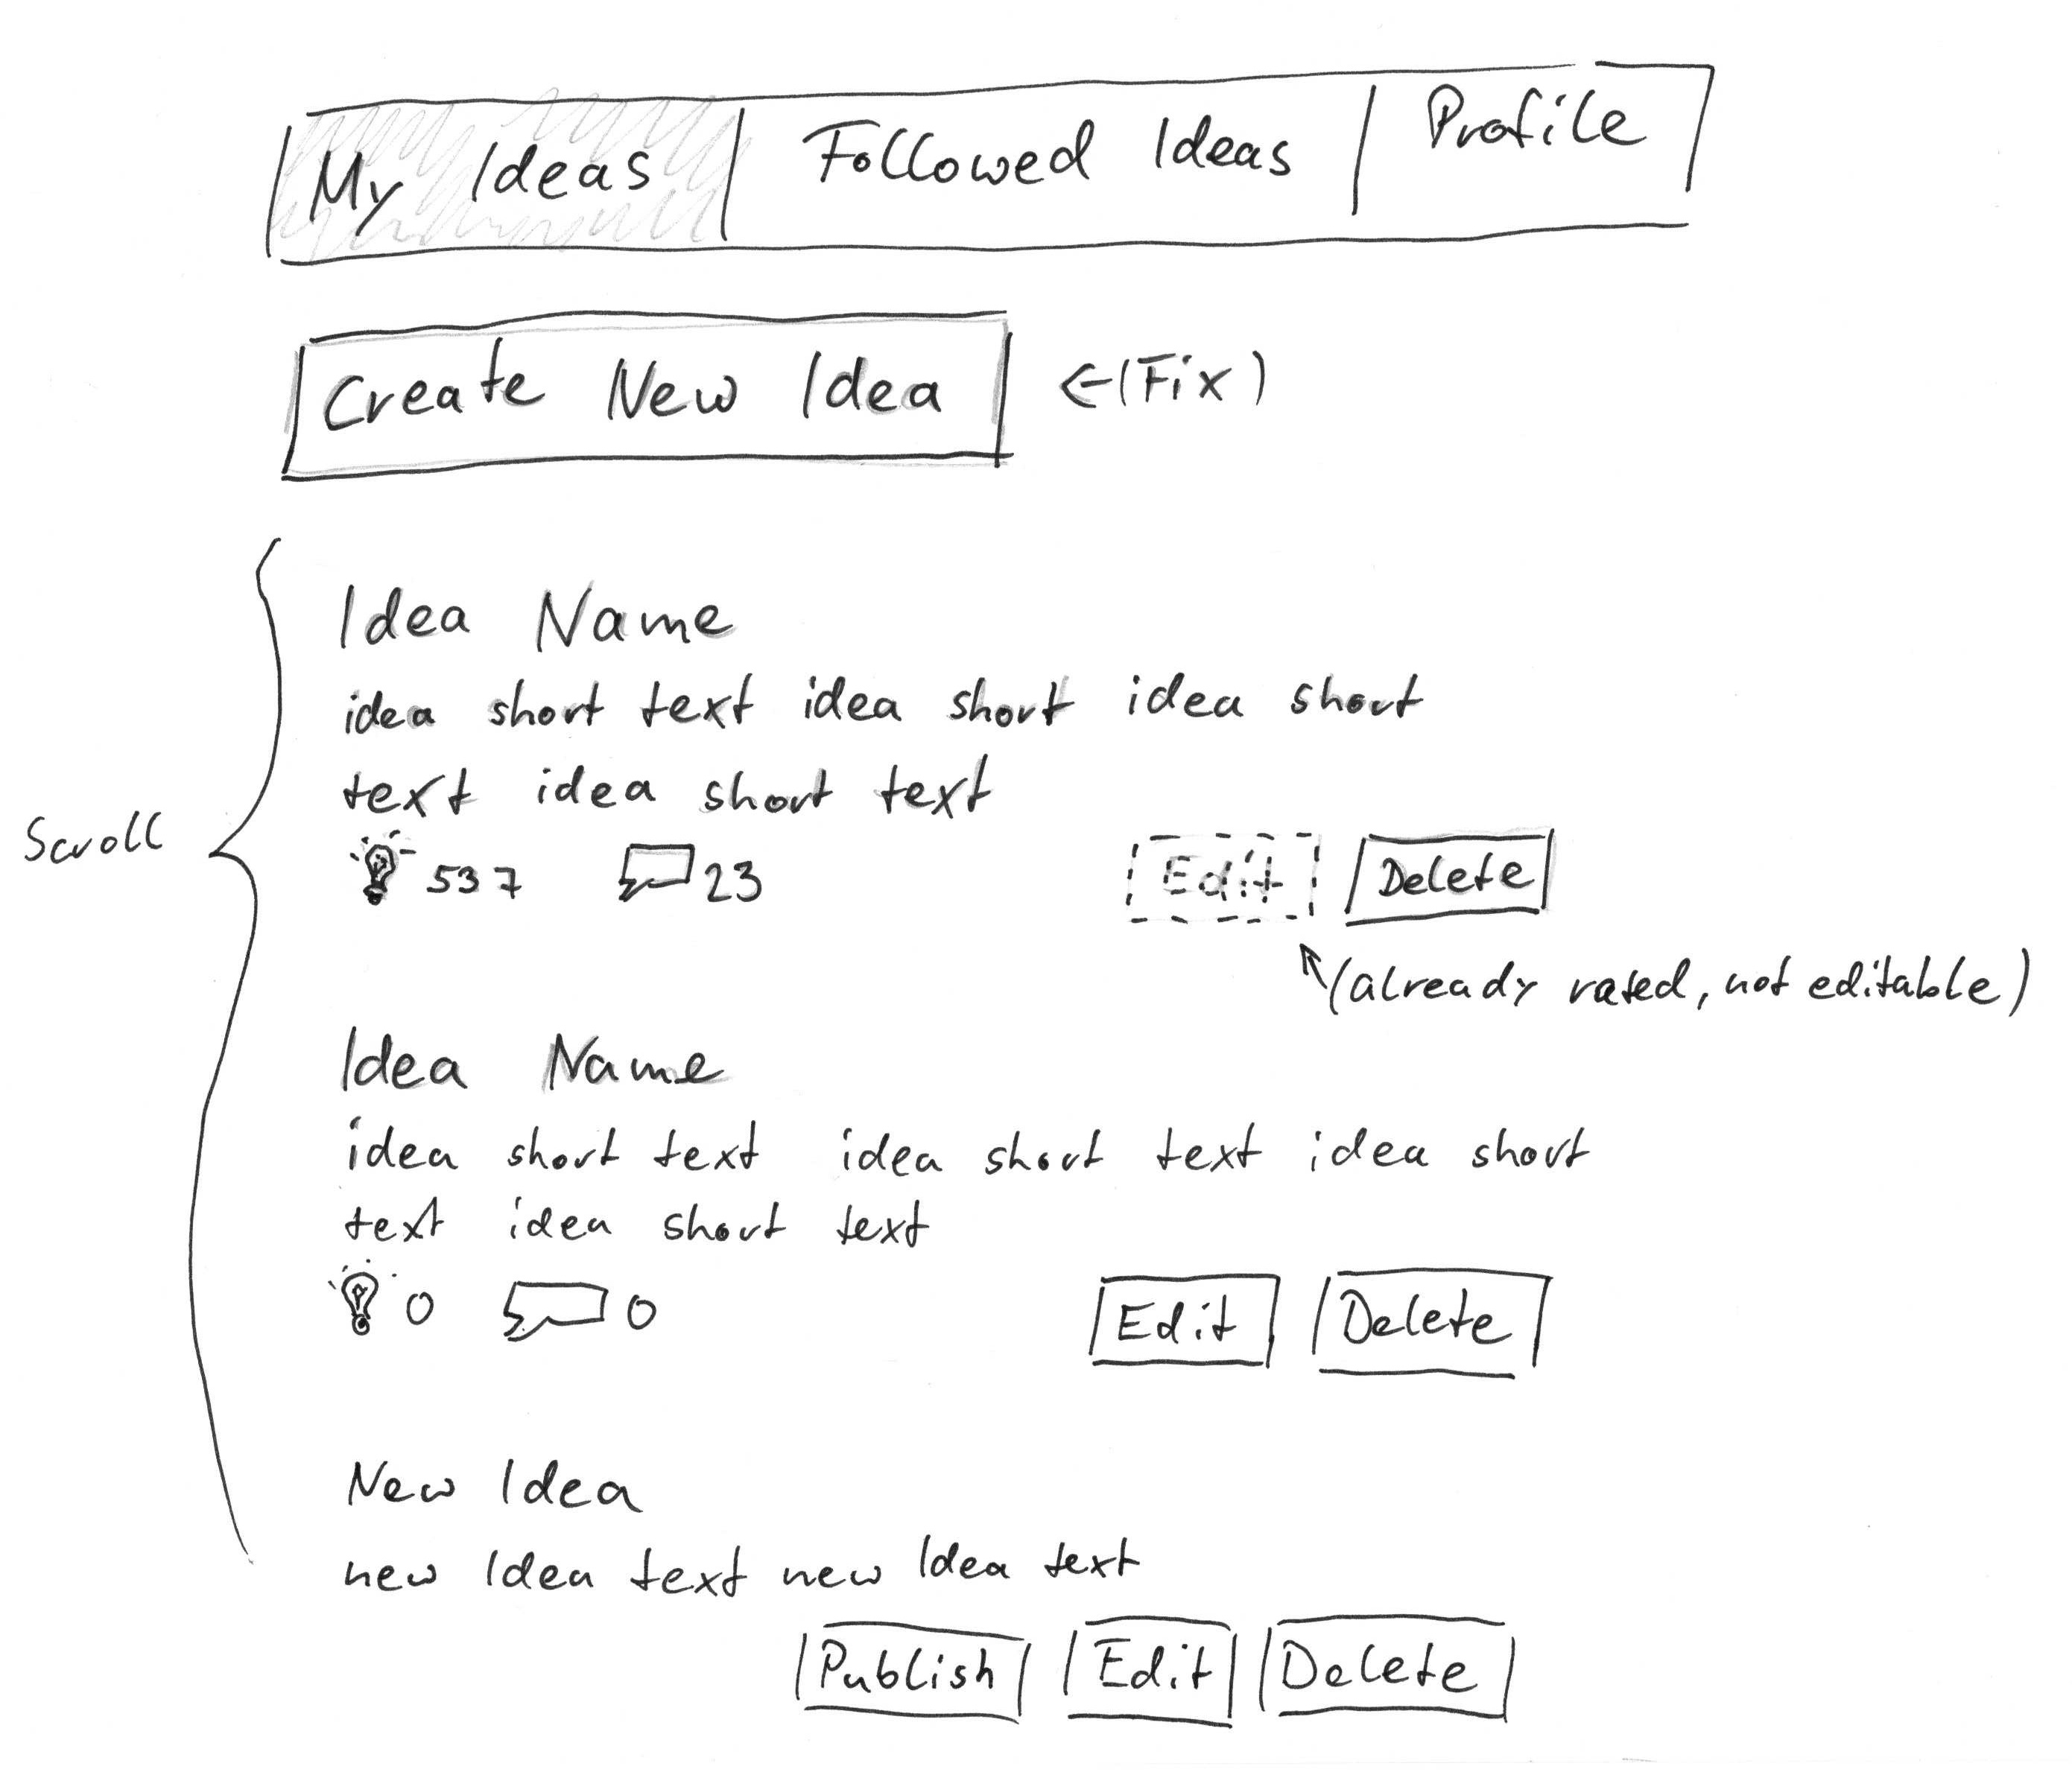 My Ideas Followed Ideas Profile
Create New Idea ←(Fix)
Idea Name
idea short text idea short idea short
text idea short text
Scroll
537 23 Edit Delete
(already rated, not editable)
Idea Name
idea short text idea short text idea short
text idea short text
0 0 Edit Delete
New Idea
new Idea text new Idea text
Publish Edit Delete